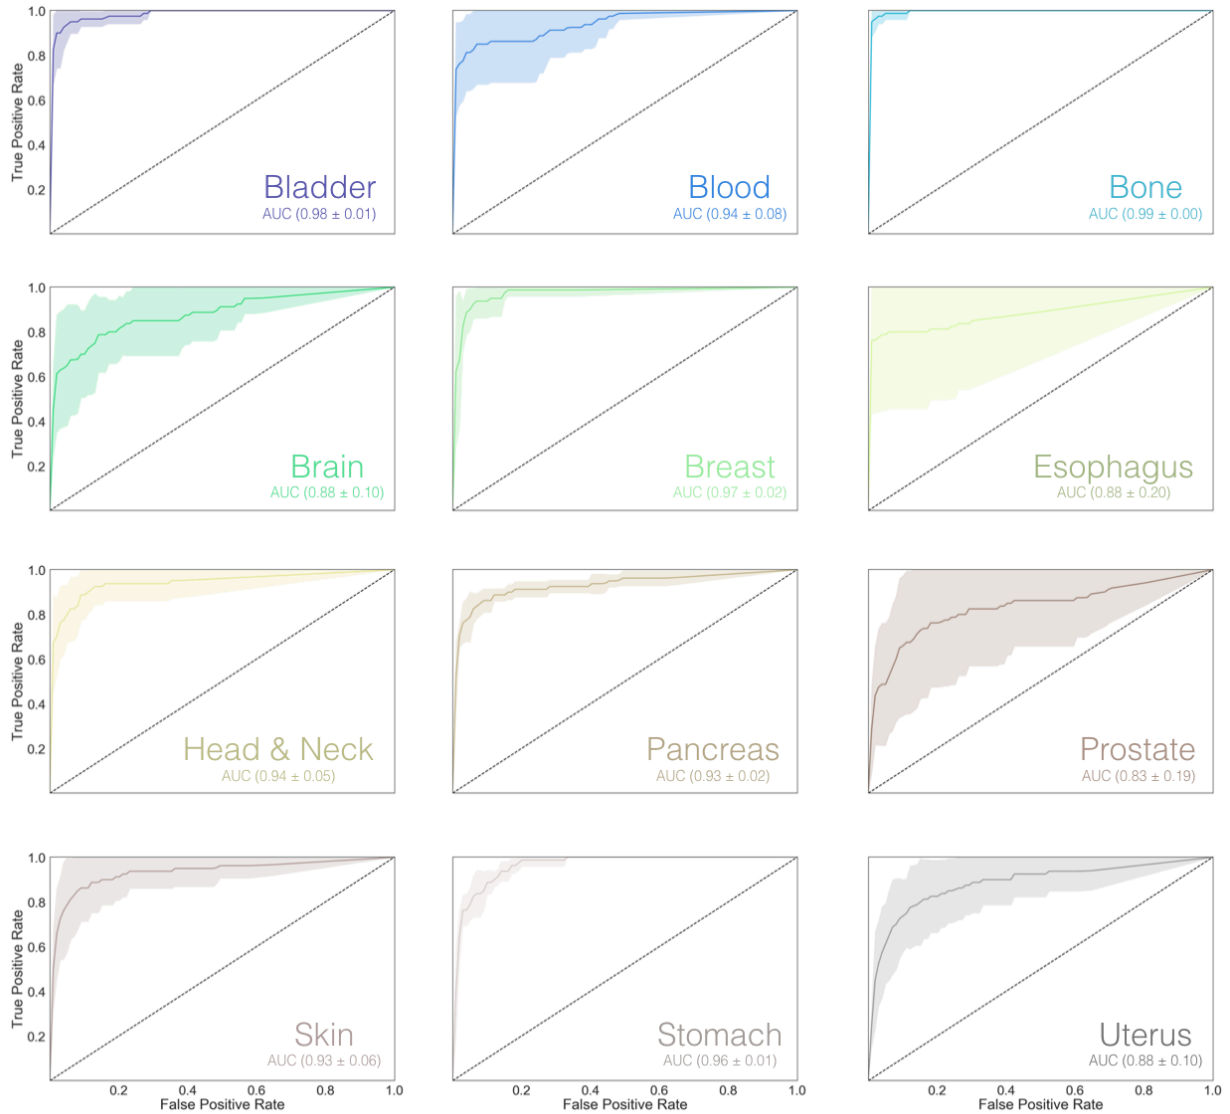 1.0
0.8
0.6
0.4
0.2
True Positive Rate
Bladder
AUC (0.98 ± 0.01)
Blood
AUC (0.94 ± 0.08)
Bone
AUC (0.99 ± 0.00)
1.0
0.8
0.6
0.4
0.2
True Positive Rate
Brain
AUC (0.88 ± 0.10)
Breast
AUC (0.97 ± 0.02)
Esophagus
AUC (0.88 ± 0.20)
1.0
0.8
0.6
0.4
0.2
True Positive Rate
Head & Neck
AUC (0.94 ± 0.05)
Pancreas
AUC (0.93 ± 0.02)
Prostate
AUC (0.83 ± 0.19)
1.0
0.8
0.6
0.4
0.2
True Positive Rate
Skin
AUC (0.93 ± 0.06)
Stomach
AUC (0.96 ± 0.01)
Uterus
AUC (0.88 ± 0.10)
0.2 0.4 0.6 0.8 1.0
False Positive Rate
0.2 0.4 0.6 0.8 1.0
False Positive Rate
0.2 0.4 0.6 0.8 1.0
False Positive Rate